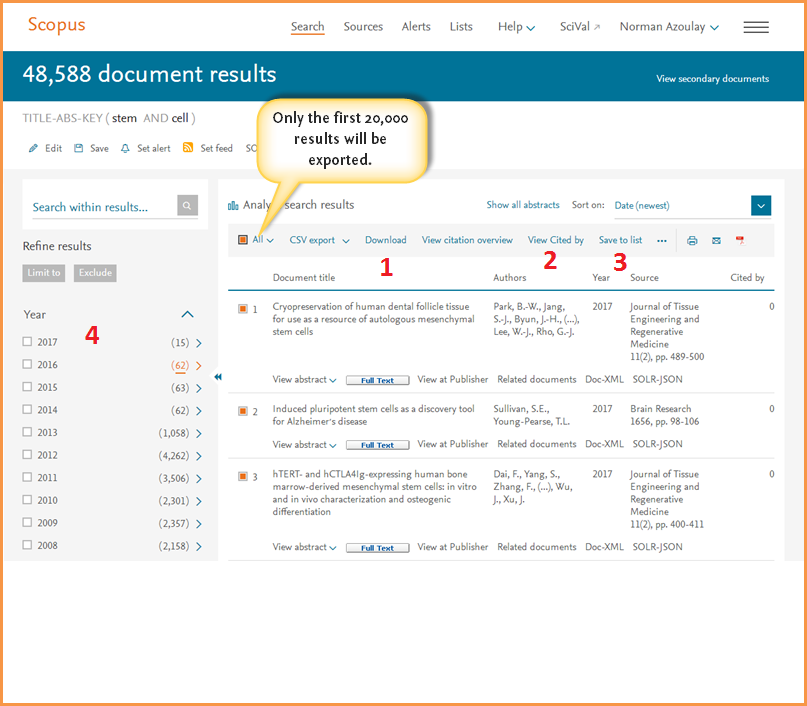 Scopus
Search Sources Alerts Lists Help SciVal Norman Azoulay
48,588 document results
View secondary documents
TITLE-ABS-KEY ( stem AND cell )
Edit Save Set alert Set feed
Only the first 20,000
results will be
exported.
Search within results...
search results
Show all abstracts Sort on: Date (newest)
Refine results
Limit to Exclude
All CSV export Download View citation overview View Cited by Save to list ...
1 2 3
Document title Authors Year Source Cited by
Year
4
2017 (15)
2016 (62)
2015 (63)
2014 (62)
2013 (1,058)
2012 (4,262)
2011 (3,506)
2010 (2,301)
2009 (2,357)
2008 (2,158)
1 Cryopreservation of human dental follicle tissue
for use as a resource of autologous mesenchymal
stem cells
Park, B.-W., Jang,
S.-J., Byun, J.-H., (...),
Lee, W.-J., Rho, G.-J.
2017
Journal of Tissue
Engineering and
Regenerative
Medicine
11(2), pp. 489-500
0
View abstract Full Text View at Publisher Related documents Doc-XML SOLR-JSON
2 Induced pluripotent stem cells as a discovery tool
for Alzheimer's disease
Sullivan, S.E.,
Young-Pearse, T.L.
2017
Brain Research
1656, pp. 98-106
0
View abstract Full Text View at Publisher Related documents Doc-XML SOLR-JSON
3 hTERT- and hCTLA4Ig-expressing human bone
marrow-derived mesenchymal stem cells: in vitro
and in vivo characterization and osteogenic
differentiation
Dai, F., Yang, S.,
Zhang, F., (...), Wu,
J., Xu, J.
2017
Journal of Tissue
Engineering and
Regenerative
Medicine
11(2), pp. 400-411
0
View abstract Full Text View at Publisher Related documents Doc-XML SOLR-JSON